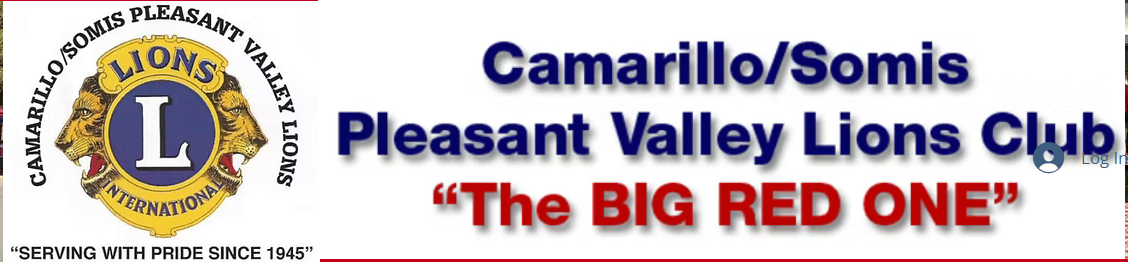 CAMARILLO/SOMIS PLEASANT VALLEY LIONS
LIONS
L
INTERNATIONAL
“SERVING WITH PRIDE SINCE 1945”
Camarillo/Somis
Pleasant Valley Lions Club
Log In
“The BIG RED ONE”